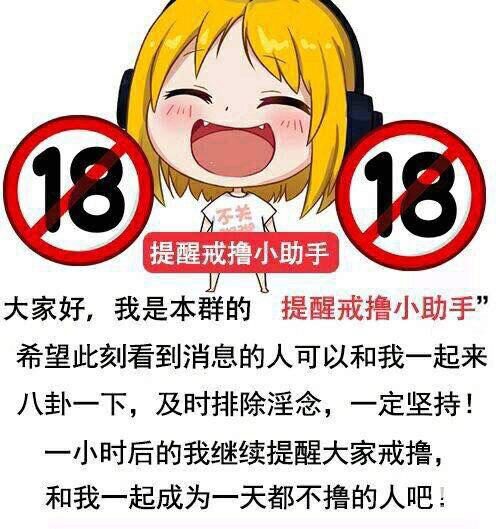 18
18
不关
提醒戒撸小助手
大家好,我是本群的 提醒戒撸小助手”
希望此刻看到消息的人可以和我一起来
八卦一下,及时排除淫念,一定坚持!
一小时后的我继续提醒大家戒撸,
和我一起成为一天都不撸的人吧!